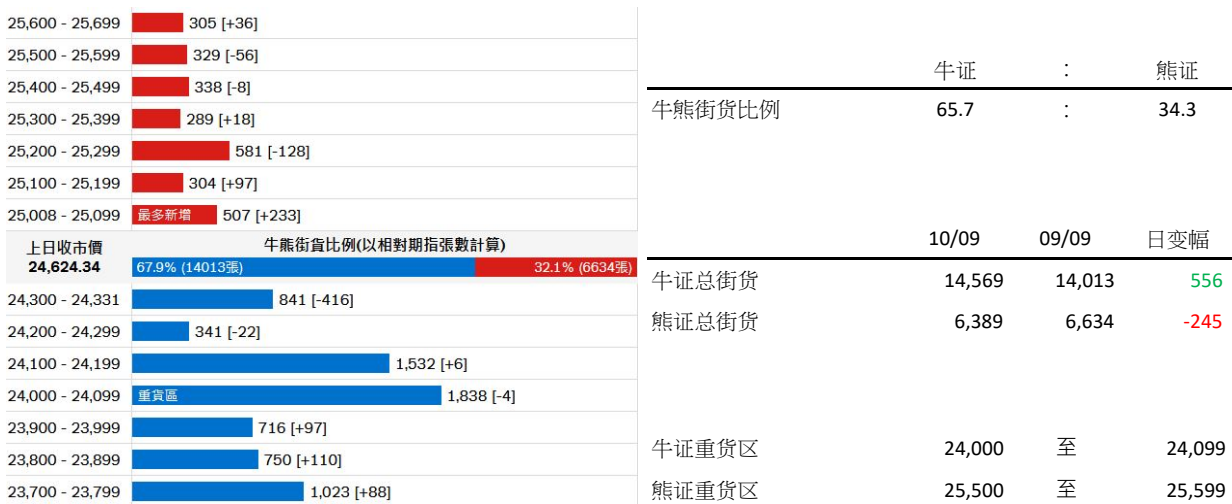 25,600 - 25,699 305 [+36]
25,500 - 25,599 329 [-56]
25,400 - 25,499 338 [-8]
25,300 - 25,399 289 [+18]
25,200 - 25,299 581 [-128]
25,100 - 25,199 304 [+97]
25,008 - 25,099 最多新增 507 [+233]
上日收市價 牛熊街貨比例(以相對期指張數計算)
24,624.34 67.9% (14013張) 32.1% (6634張)
24,300 - 24,331 841 [-416]
24,200 - 24,299 341 [-22]
24,100 - 24,199 1,532 [+6]
24,000 - 24,099 重貨區 1,838 [-4]
23,900 - 23,999 716 [+97]
23,800 - 23,899 750 [+110]
23,700 - 23,799 1,023 [+88]
牛证 : 熊证
牛熊街货比例 65.7 : 34.3
10/09 09/09 日变幅
牛证总街货 14,569 14,013 556
熊证总街货 6,389 6,634 -245
牛证重货区 24,000 至 24,099
熊证重货区 25,500 至 25,599